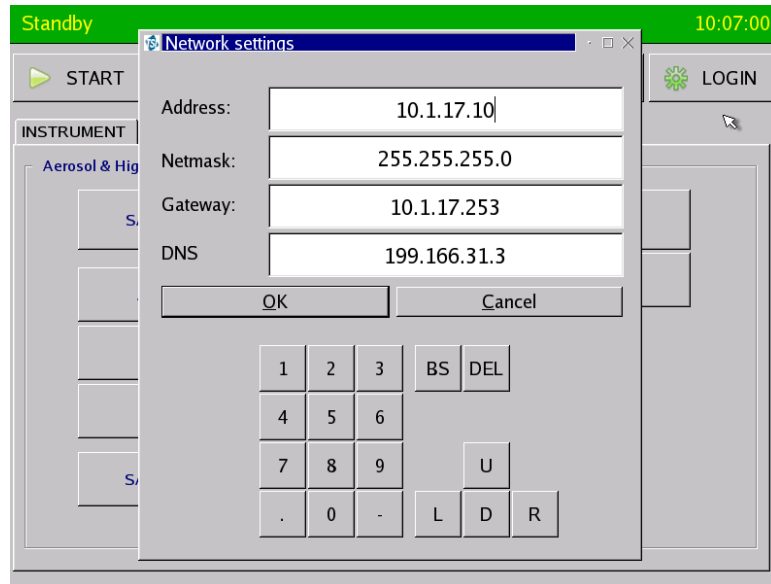 Standby
10:07:00
Network settings
START
LOGIN
INSTRUMENT
Aerosol &
Address: 10.1.17.10
Netmask: 255.255.255.0
Gateway: 10.1.17.253
DNS 199.166.31.3
OK Cancel
1 2 3 BS DEL
4 5 6
7 8 9 U
. 0 - L D R